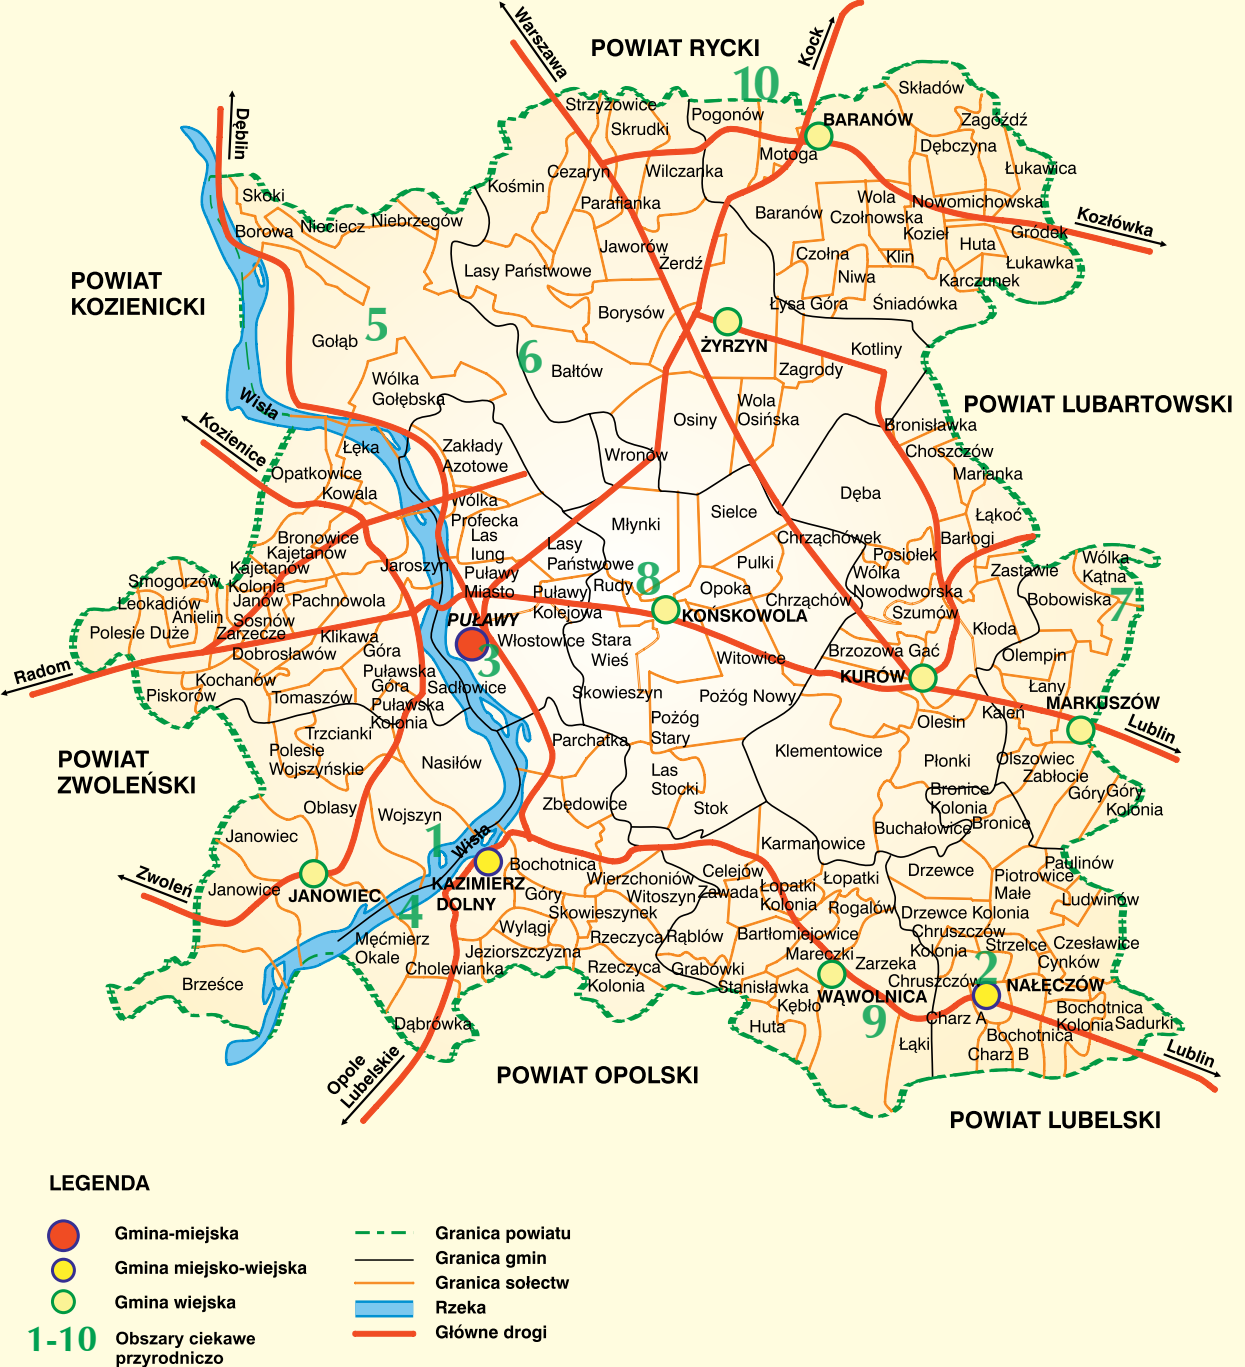 Warszawa
POWIAT RYCKI
Kock
10
Składów
Dęblin
Strzyżowice
Pogonów
BARANÓW
Zagóźdź
Skrudki
Dębczyna
Motoga
Łukawica
Cezaryn
Wilczanka
Kośmin
Skoki
Parafianka
Wola
Czołnowska
Nowomichowska
Baranów
Kozłówka
Borowa
Nieciecz
Niebrzegów
Kozieł
Gródek
Jaworów
Huta
Żerdź
Czołna
Klin
Łukawka
Lasy Państwowe
Niwa
Karczunek
POWIAT
KOZIENICKI
Borysów
Łysa Góra
Śniadówka
5
Gołąb
ŻYRZYN
Kotliny
6
Bałtów
Zagrody
Wólka
Gołębska
Wisła
Wola
Osińska
POWIAT LUBARTOWSKI
Osiny
Kozienice
Bronisławka
Łęka
Zakłady
Azotowe
Wronów
Choszczów
Opatkowice
Marianka
Kowala
Dęba
Wólka
Profecka
Młynki
Sielce
Łąkoć
Bronowice
Las
Iung
Lasy
Państwowe
Chrząchówek
Barłogi
Kajetanów
Posiołek
Wólka
Kątna
Kajetanów
Kolonia
Jaroszyn
Puławy
Miasto
Pulki
Wólka
Nowodworska
Zastawie
Smogorzów
Rudy
8
Opoka
Bobowiska
7
Leokadiów
Janów
Pachnowola
Puławy
Kolejowa
Chrząchów
Anielin
Sosnów
KOŃSKOWOLA
Szumów
Polesie Duże
Zarzecze
Klikawa
PUŁAWY
Włostowice
Stara
Wieś
Kłoda
Dobrosławów
Góra
Puławska
3
Witowice
Brzozowa Gać
Olempin
Radom
Kochanów
KURÓW
Piskorów
Tomaszów
Góra
Puławska
Kolonia
Sadłowice
Skowieszyn
Pożóg Nowy
Łany
MARKUSZÓW
Trzcianki
Pożóg
Stary
Olesin
Kaleń
Lublin
POWIAT
ZWOLEŃSKI
Polesie
Wojszyńskie
Nasiłów
Parchatka
Klementowice
Płonki
Olszowiec
Las
Stocki
Zabłocie
Oblasy
Zbędowice
Stok
Bronice
Kolonia
Góry
Góry
Kolonia
Wojszyn
Janowiec
1
Wisła
Buchałowice
Bronice
Karmanowice
Bochotnica
Paulinów
Zwoleń
Janowice
JANOWIEC
KAZIMIERZ
DOLNY
Wierzchoniów
Celejów
Łopatki
Drzewce
Piotrowice
Małe
Góry
Witoszyn
Zawada
Łopatki
Kolonia
Ludwinów
4
Skowieszynek
Rogalów
Drzewce Kolonia
Wylągi
Chruszczów
Kolonia
Męćmierz
Okale
Rzeczyca
Rąblów
Bartłomiejowice
Strzelce
Czesławice
Jeziorszczyzna
Mareczki
Cynków
Cholewianka
Rzeczyca
Kolonia
Grabówki
Zarzeka
2
Brześce
Stanisławka
Chruszczów
NAŁĘCZÓW
WĄWOLNICA
Kębło
Bochotnica
Kolonia
Dąbrówka
Huta
9
Charz A
Sadurki
Bochotnica
Łąki
Charz B
Lublin
Opole
Lubelskie
POWIAT OPOLSKI
POWIAT LUBELSKI
LEGENDA
Gmina-miejska
Gmina miejsko-wiejska
Gmina wiejska
1-10
Obszary ciekawe
przyrodniczo
Granica powiatu
Granica gmin
Granica sołectw
Rzeka
Główne drogi